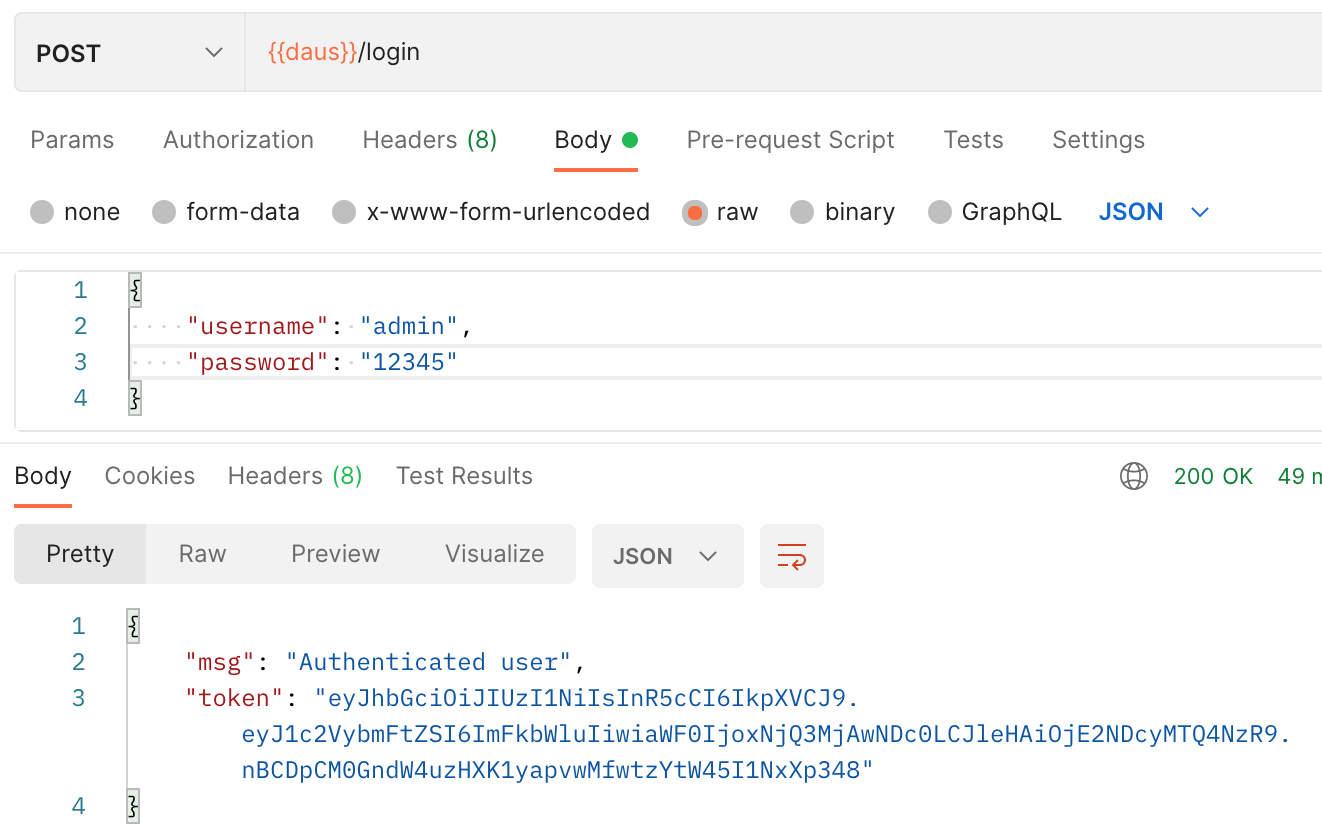 POST {{daus}}/login
Params Authorization Headers (8) Body Pre-request Script Tests Settings
none form-data x-www-form-urlencoded raw binary GraphQL JSON
1 {
2 "username": "admin",
3 "password": "12345"
4 }
Body Cookies Headers (8) Test Results 200 OK 49 m
Pretty Raw Preview Visualize JSON
1 {
2 "msg": "Authenticated user",
3 "token": "eyJhbGciOiJIUzI1NiIsInR5cCI6IkpXVCJ9.
eyJ1c2VybmFtZSI6ImFkbWluIiwiaWF0IjoxNjQ3MjAwNDc0LCJleHAiOjE2NDcyMTQ4NzR9.
nBCDpCM0GndW4uzHXK1yapvwMfwtzYtW45I1NxXp348"
4 }